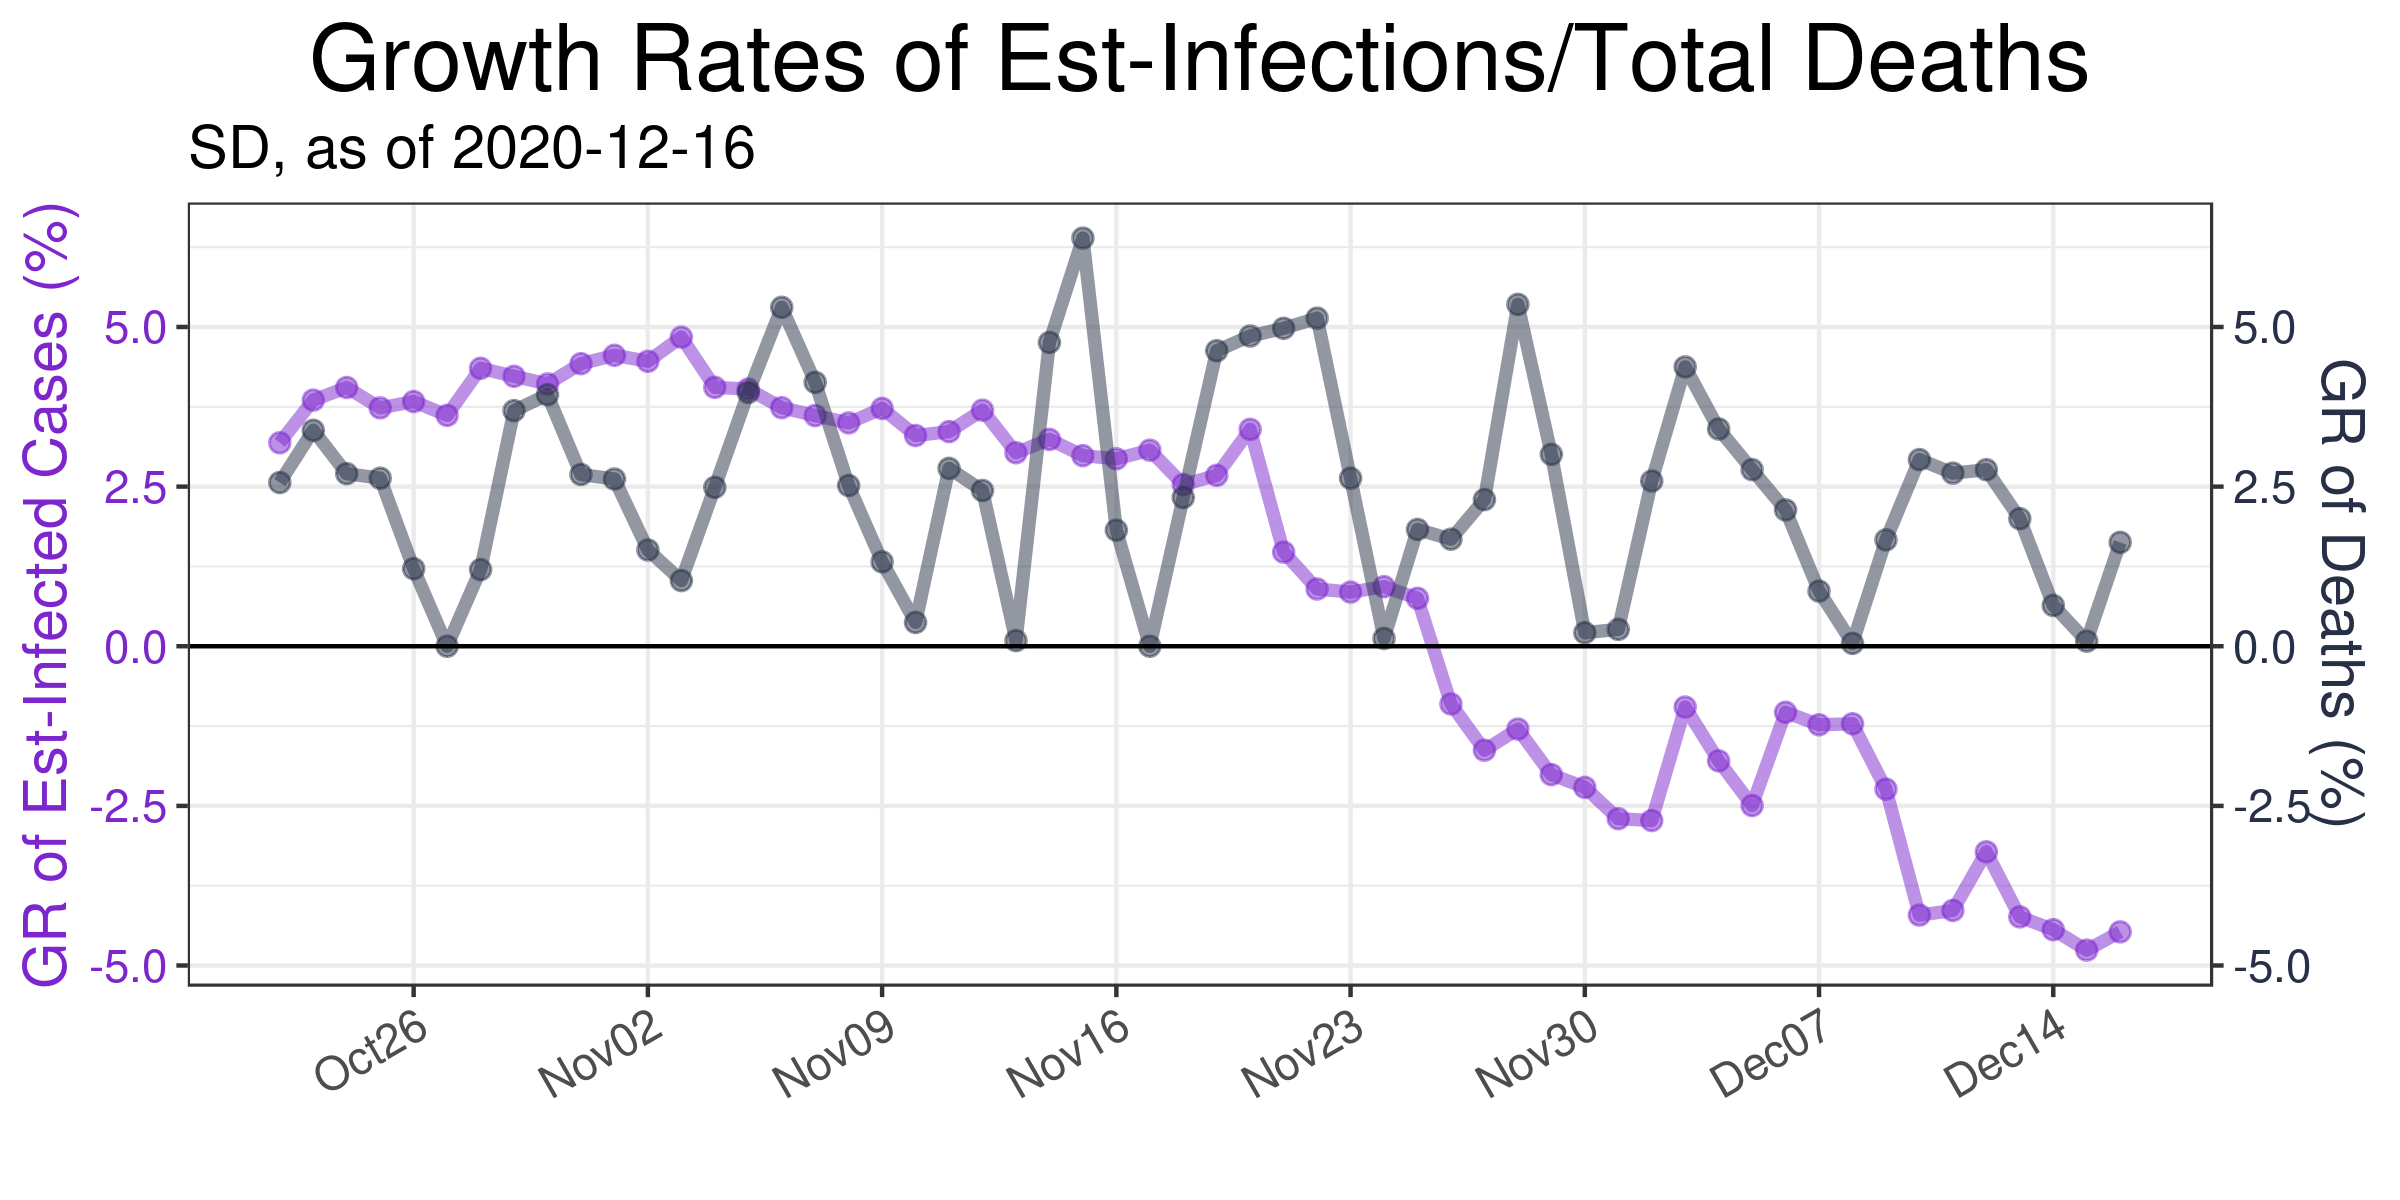 Growth Rates of Est-Infections/Total Deaths
SD, as of 2020-12-16
GR of Est-Infected Cases (%)
5.0
2.5
0.0
-2.5
-5.0
5.0
2.5
0.0
-2.5
-5.0
GR of Deaths (%)
Oct26
Nov02
Nov09
Nov16
Nov23
Nov30
Dec07
Dec14